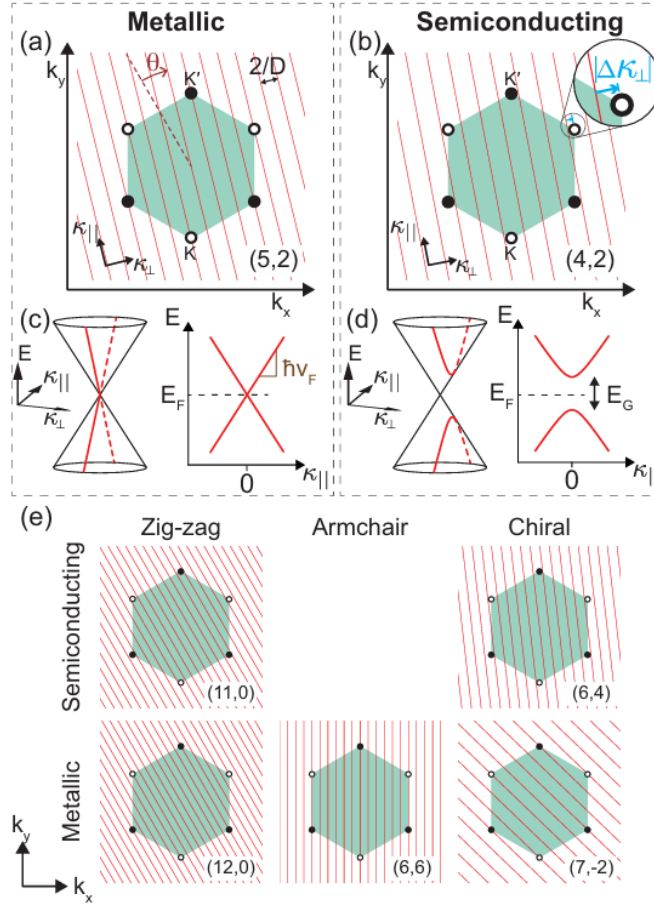 Metallic
Semiconducting
(a)
k_y
θ
K'
2/D
K
κ_||
κ_⊥
(5,2)
k_x
(b)
k_y
|Δκ_⊥|
K'
K
κ_||
κ_⊥
(4,2)
k_x
(c)
E
κ_||
κ_⊥
E
E_F
ħv_F
0
κ_||
(d)
E
κ_||
κ_⊥
E
E_F
E_G
0
κ_|
(e)
Zig-zag
Armchair
Chiral
Semiconducting
(11,0)
(6,4)
Metallic
(12,0)
(6,6)
(7,-2)
k_y
k_x